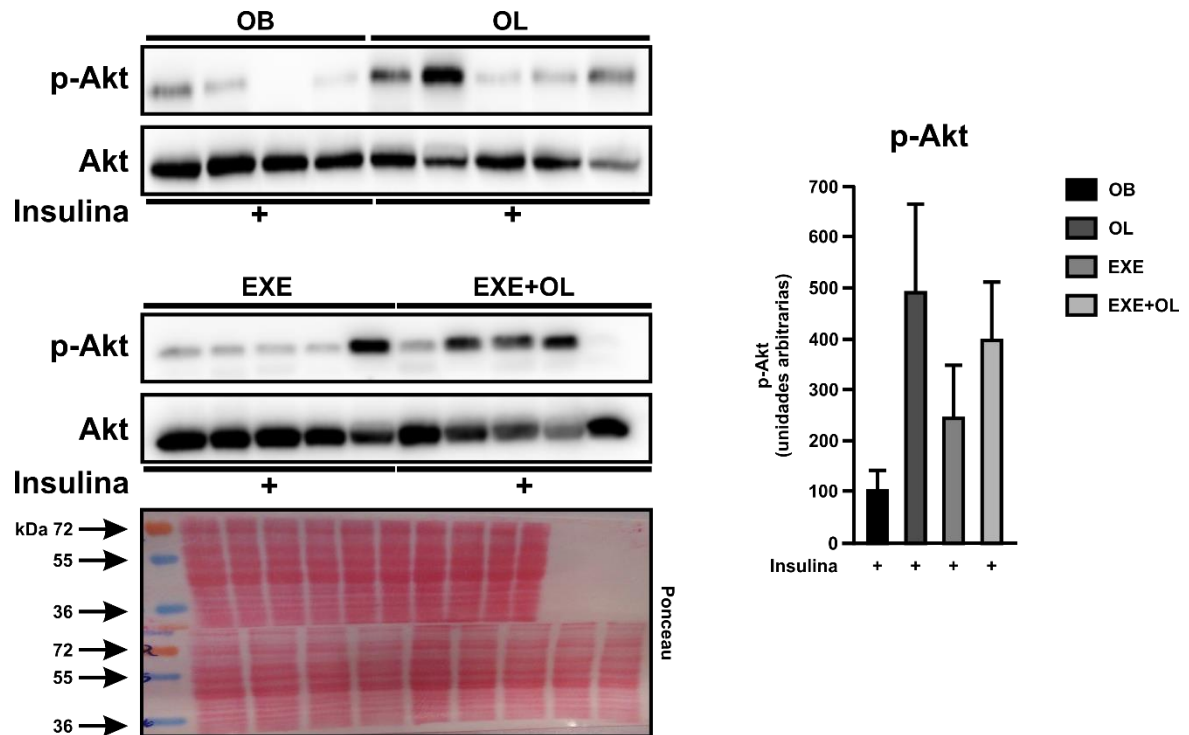 OB OL
p-Akt
Akt
Insulina + +
EXE EXE+OL
p-Akt
Akt
Insulina + +
kDa 72
55
36
72
55
36
Ponceau
p-Akt
700
600
500
400
300
200
100
0
p-Akt
(unidades arbitrarias)
Insulina + + + +
OB
OL
EXE
EXE+OL